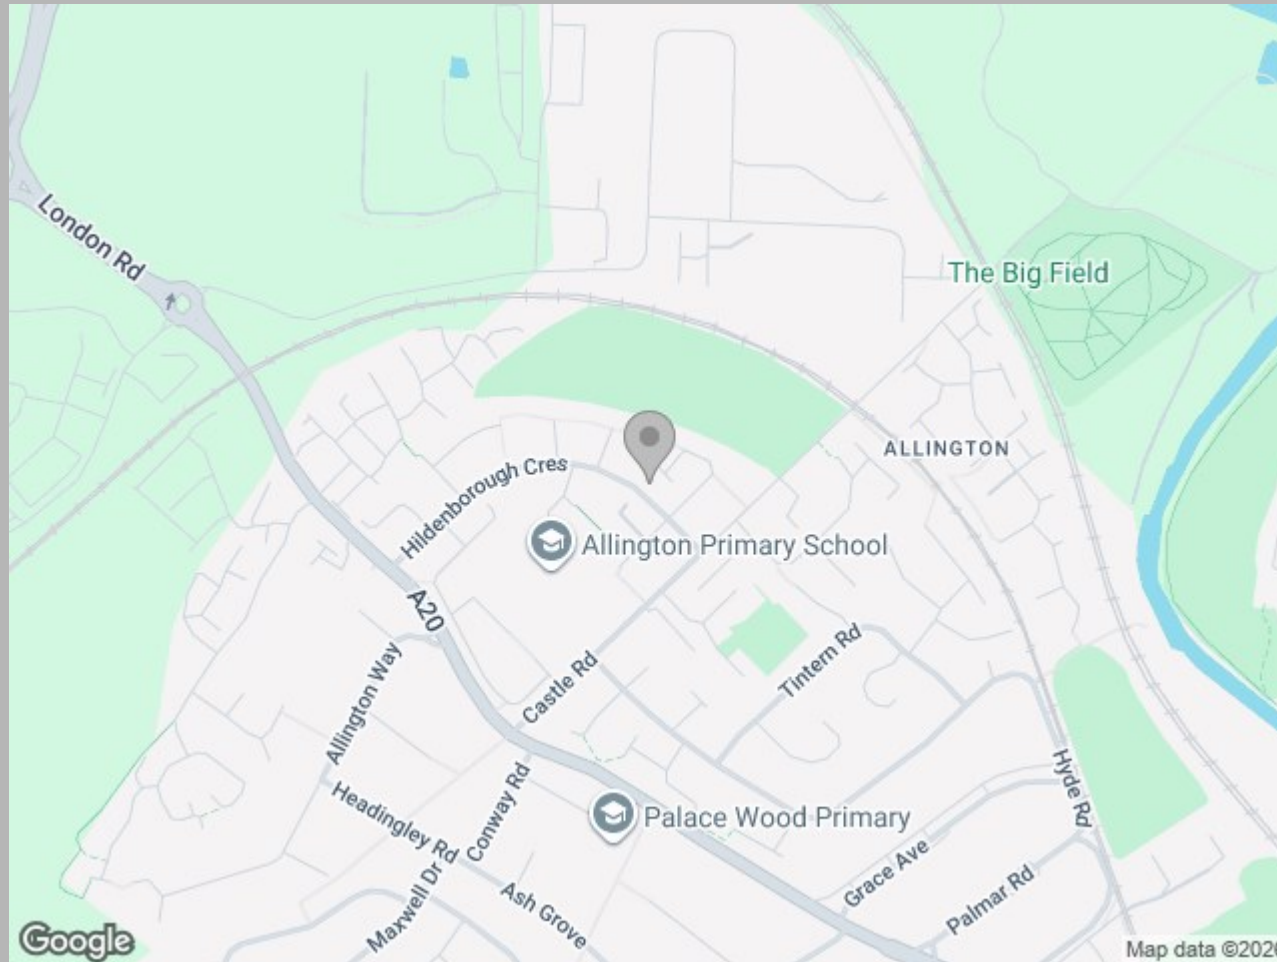 London Rd
The Big Field
ALLINGTON
Hildenborough Cres
Allington Primary School
A20
Tintern Rd
Castle Rd
Allington Way
Hyde Rd
Conway Rd
Headingley Rd
Palace Wood Primary
Grace Ave
Maxwell Dr
Ash Grove
Palmar Rd
Google
Map data ©2026